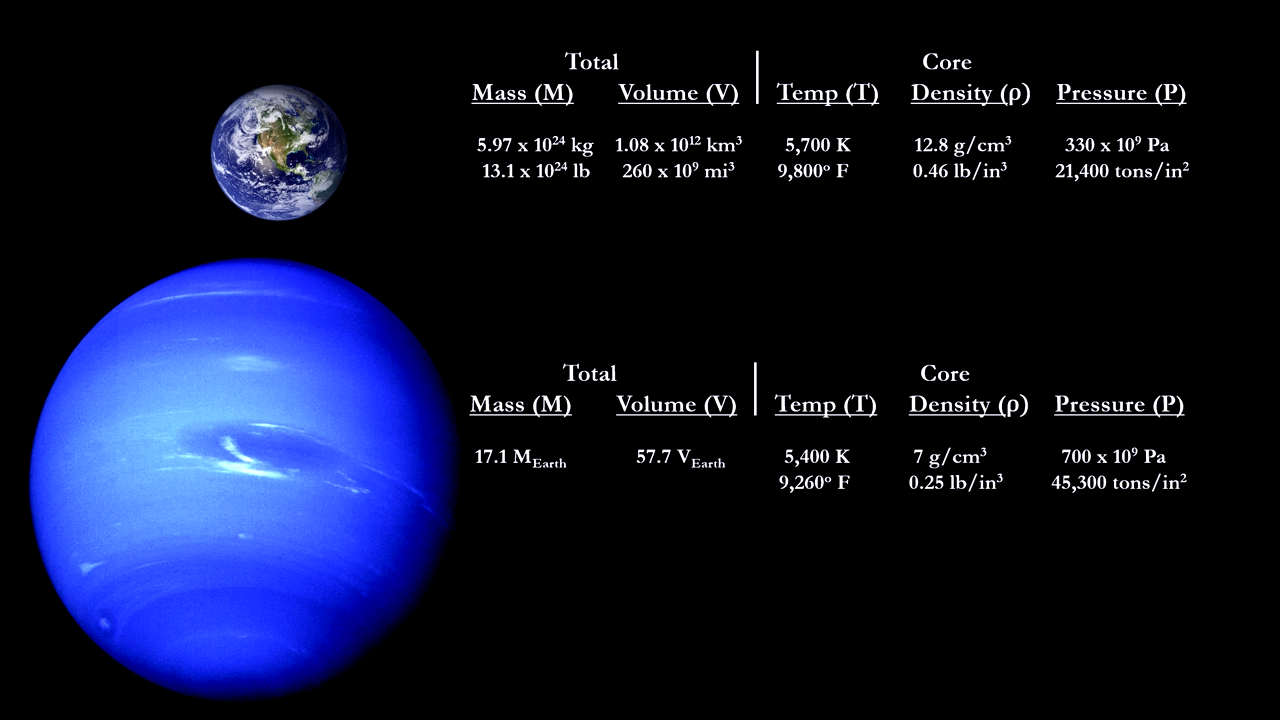 Total Core
Mass (M) Volume (V) Temp (T) Density (ρ) Pressure (P)
5.97 x 10²⁴ kg 1.08 x 10¹² km³ 5,700 K 12.8 g/cm³ 330 x 10⁹ Pa
13.1 x 10²⁴ lb 260 x 10⁹ mi³ 9,800º F 0.46 lb/in³ 21,400 tons/in²
Total Core
Mass (M) Volume (V) Temp (T) Density (ρ) Pressure (P)
17.1 M_Earth 57.7 V_Earth 5,400 K 7 g/cm³ 700 x 10⁹ Pa
9,260º F 0.25 lb/in³ 45,300 tons/in²